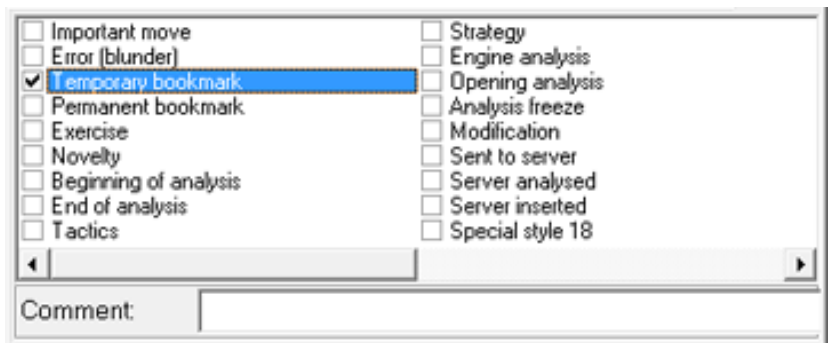 Important move
Error (blunder)
Temporary bookmark
Permanent bookmark
Exercise
Novelty
Beginning of analysis
End of analysis
Tactics
Strategy
Engine analysis
Opening analysis
Analysis freeze
Modification
Sent to server
Server analysed
Server inserted
Special style 18
Comment: